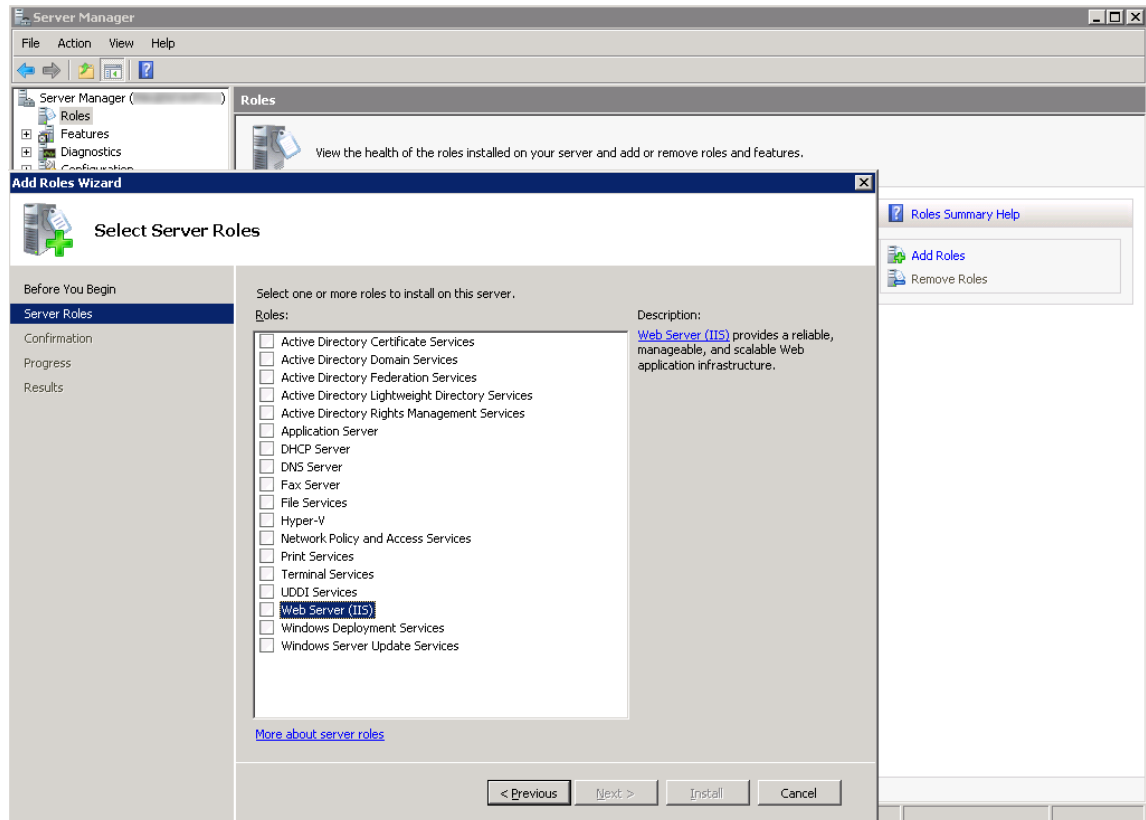 Server Manager
File Action View Help
Server Manager ( )
Roles
Features
Diagnostics
Configuration
Roles
View the health of the roles installed on your server and add or remove roles and features.
Roles Summary Help
Add Roles
Remove Roles
Add Roles Wizard
Select Server Roles
Before You Begin
Server Roles
Confirmation
Progress
Results
Select one or more roles to install on this server.
Roles:
Active Directory Certificate Services
Active Directory Domain Services
Active Directory Federation Services
Active Directory Lightweight Directory Services
Active Directory Rights Management Services
Application Server
DHCP Server
DNS Server
Fax Server
File Services
Hyper-V
Network Policy and Access Services
Print Services
Terminal Services
UDDI Services
Web Server (IIS)
Windows Deployment Services
Windows Server Update Services
Description:
Web Server (IIS) provides a reliable,
manageable, and scalable Web
application infrastructure.
More about server roles
< Previous Next > Install Cancel